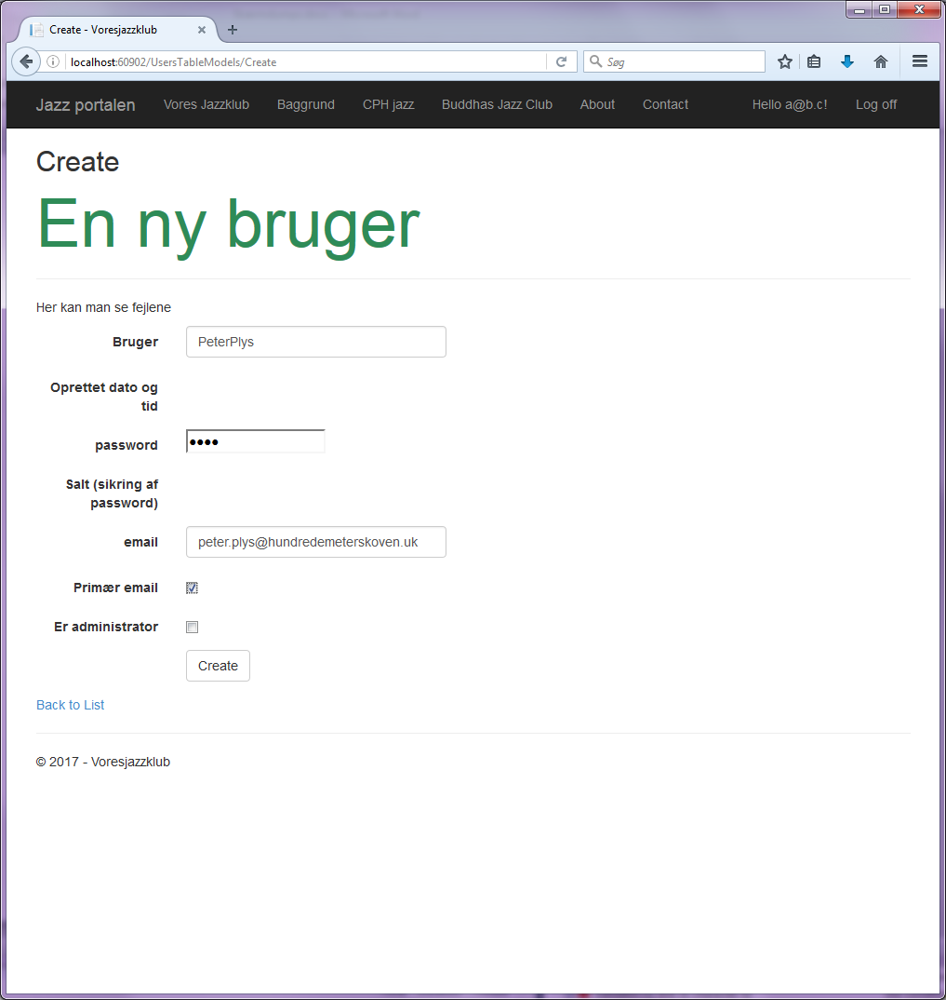 Create - Voresjazzklub
localhost:60902/UsersTableModels/Create
Søg
Jazz portalen Vores Jazzklub Baggrund CPH jazz Buddhas Jazz Club About Contact Hello a@b.c! Log off
Create
En ny bruger
Her kan man se fejlene
Bruger PeterPlys
Oprettet dato og
tid
password ••••
Salt (sikring af
password)
email peter.plys@hundredemeterskoven.uk
Primær email
Er administrator
Create
Back to List
© 2017 - Voresjazzklub